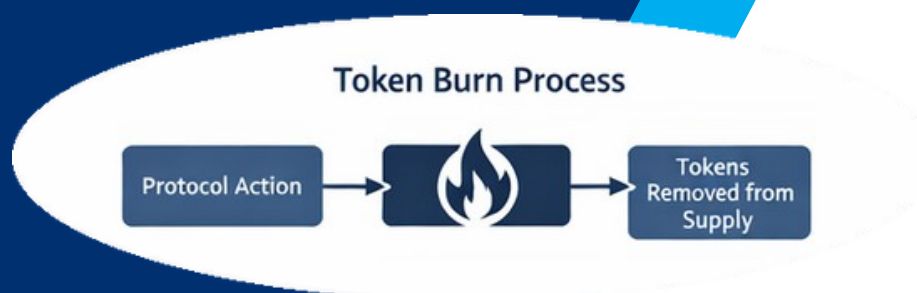 Token Burn Process
Protocol Action
Tokens
Removed from
Supply